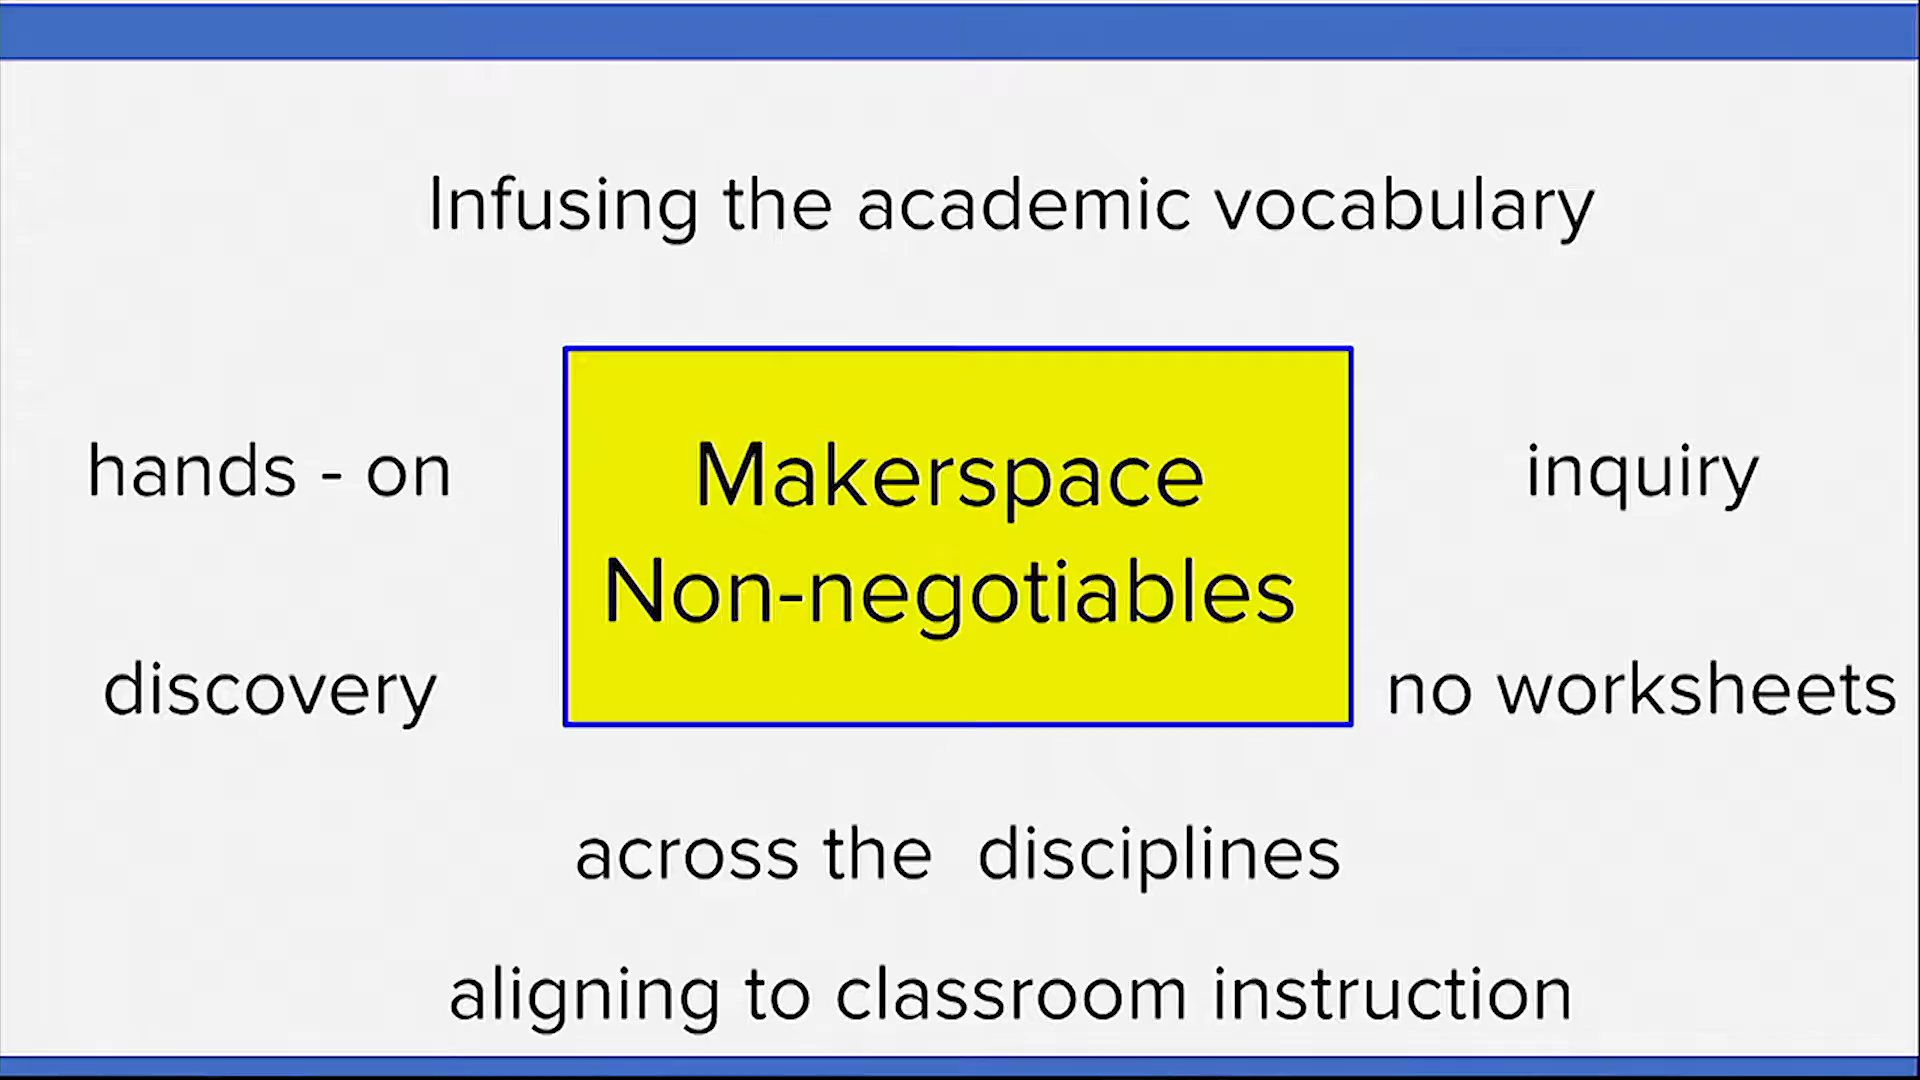 Infusing the academic vocabulary
hands - on
Makerspace
Non-negotiables
inquiry
discovery
no worksheets
across the  disciplines
aligning to classroom instruction